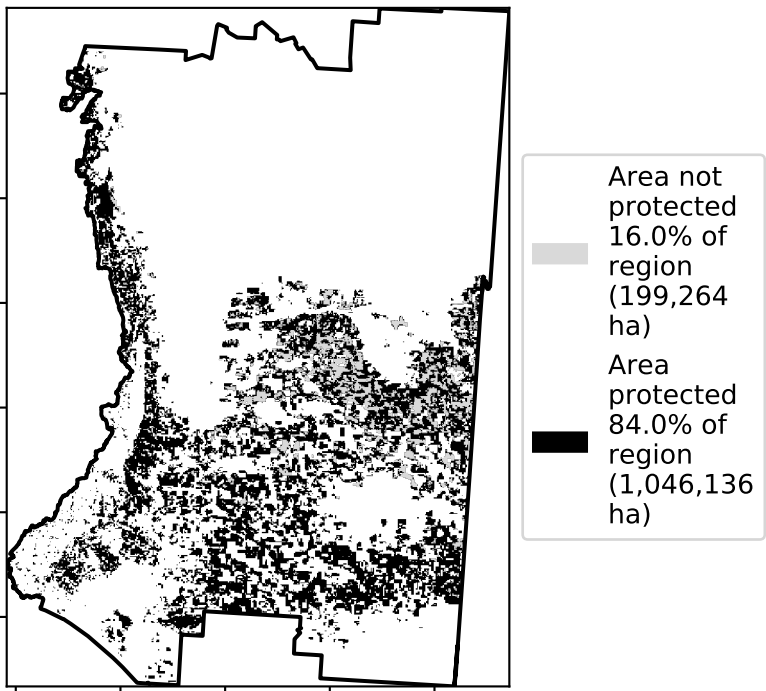 Area not
protected
16.0% of
region
(199,264
ha)
Area
protected
84.0% of
region
(1,046,136
ha)